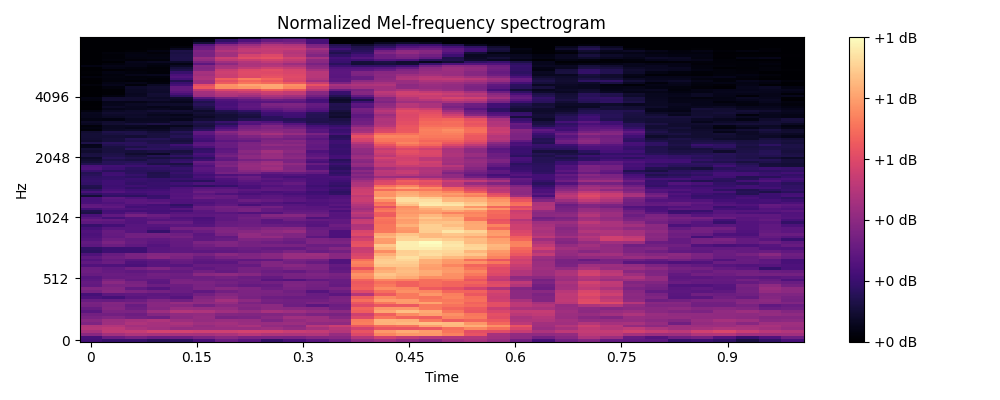 Normalized Mel-frequency spectrogram
Hz
4096
2048
1024
512
0
0 0.15 0.3 0.45 0.6 0.75 0.9
Time
+1 dB
+1 dB
+1 dB
+0 dB
+0 dB
+0 dB